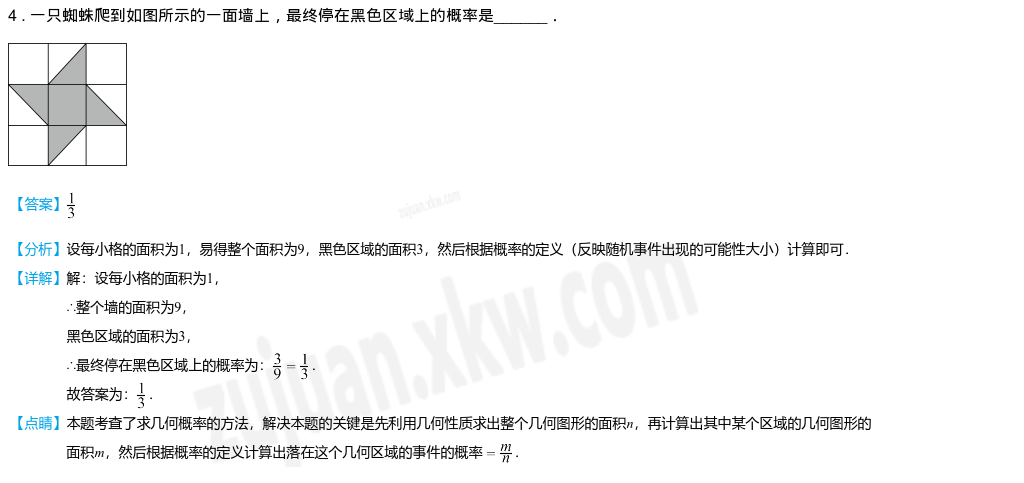 4．一只蜘蛛爬到如图所示的一面墙上，最终停在黑色区域上的概率是_______．
【答案】1/3
zujuan.xkw.com
【分析】设每小格的面积为1，易得整个面积为9，黑色区域的面积3，然后根据概率的定义（反映随机事件出现的可能性大小）计算即可．
【详解】解：设每小格的面积为1，
∴整个墙的面积为9，
黑色区域的面积为3，
∴最终停在黑色区域上的概率为：3/9＝1/3．
故答案为：1/3．
【点睛】本题考查了求几何概率的方法，解决本题的关键是先利用几何性质求出整个几何图形的面积n，再计算出其中某个区域的几何图形的
面积m，然后根据概率的定义计算出落在这个几何区域的事件的概率＝m/n．
zujuan.xkw.com